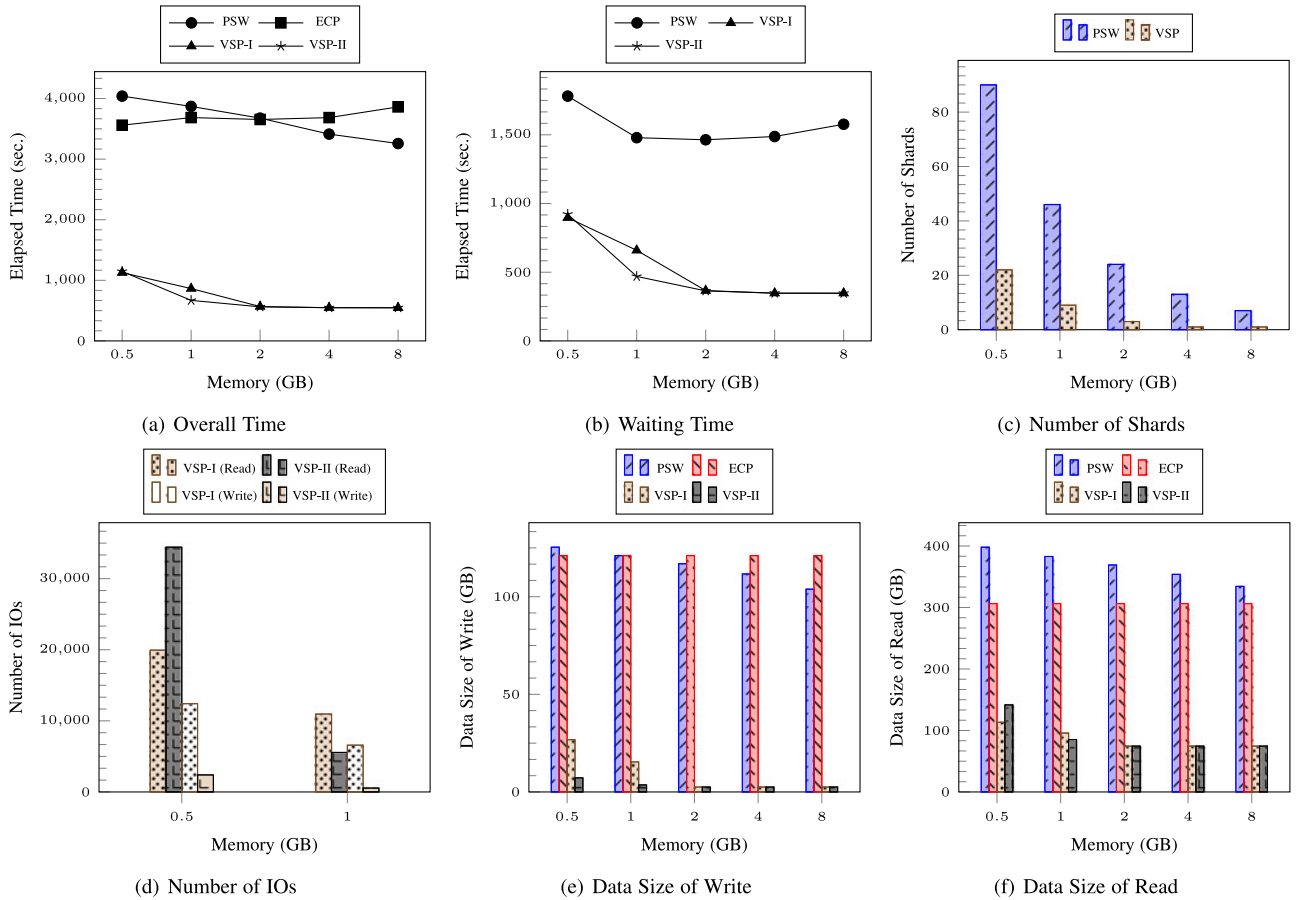 PSW ECP
VSP-I VSP-II
4,000
3,000
2,000
1,000
0
0.5 1 2 4 8
Elapsed Time (sec.)
Memory (GB)
(a) Overall Time
PSW VSP-I
VSP-II
1,500
1,000
500
0
0.5 1 2 4 8
Elapsed Time (sec.)
Memory (GB)
(b) Waiting Time
PSW VSP
80
60
40
20
0
0.5 1 2 4 8
Number of Shards
Memory (GB)
(c) Number of Shards
VSP-I (Read) VSP-II (Read)
VSP-I (Write) VSP-II (Write)
30,000
20,000
10,000
0
0.5 1
Number of IOs
Memory (GB)
(d) Number of IOs
PSW ECP
VSP-I VSP-II
100
50
0
0.5 1 2 4 8
Data Size of Write (GB)
Memory (GB)
(e) Data Size of Write
PSW ECP
VSP-I VSP-II
400
300
200
100
0
0.5 1 2 4 8
Data Size of Read (GB)
Memory (GB)
(f) Data Size of Read